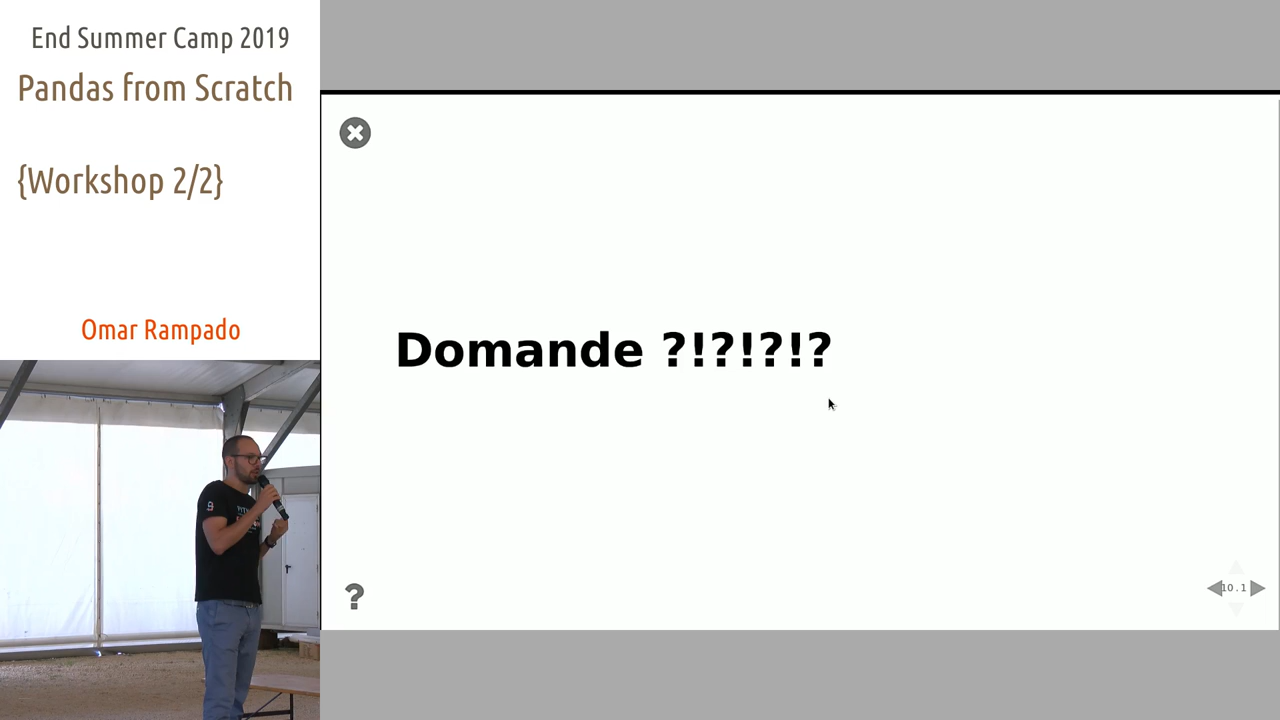 End Summer Camp 2019
Pandas from Scratch
{Workshop 2/2}
Omar Rampado
Domande ?!?!?!?
?
10.1